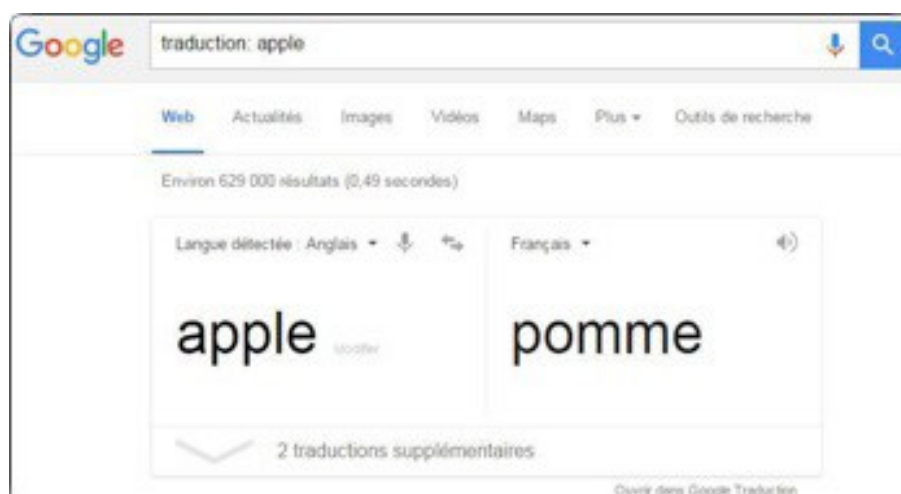 Google traduction: apple
Web Actualités Images Vidéos Maps Plus Outils de recherche
Environ 629 000 résultats (0,49 secondes)
Langue détectée : Anglais Français
apple Modifier pomme
2 traductions supplémentaires
Ouvrir dans Google Traduction